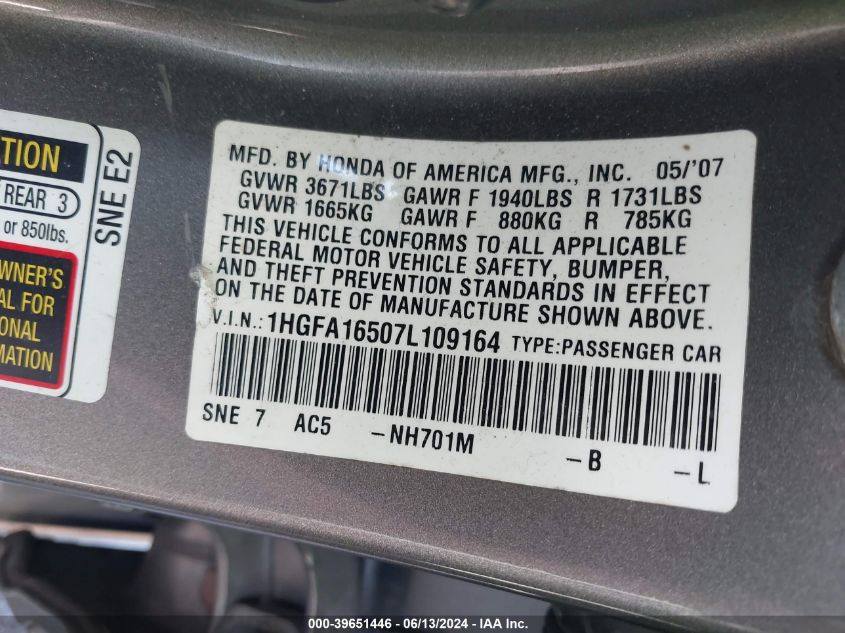 TION
REAR 3
or 850lbs.
WNER'S
AL FOR
ONAL
MATION
SNE E2
MFD. BY HONDA OF AMERICA MFG., INC. 05/'07
GVWR 3671LBS GAWR F 1940LBS R 1731LBS
GVWR 1665KG GAWR F 880KG R 785KG
THIS VEHICLE CONFORMS TO ALL APPLICABLE
FEDERAL MOTOR VEHICLE SAFETY, BUMPER,
AND THEFT PREVENTION STANDARDS IN EFFECT
ON THE DATE OF MANUFACTURE SHOWN ABOVE.
V.I.N.: 1HGFA16507L109164 TYPE:PASSENGER CAR
SNE 7 AC5 -NH701M -B -L
000-39651446 - 06/13/2024 - IAA Inc.